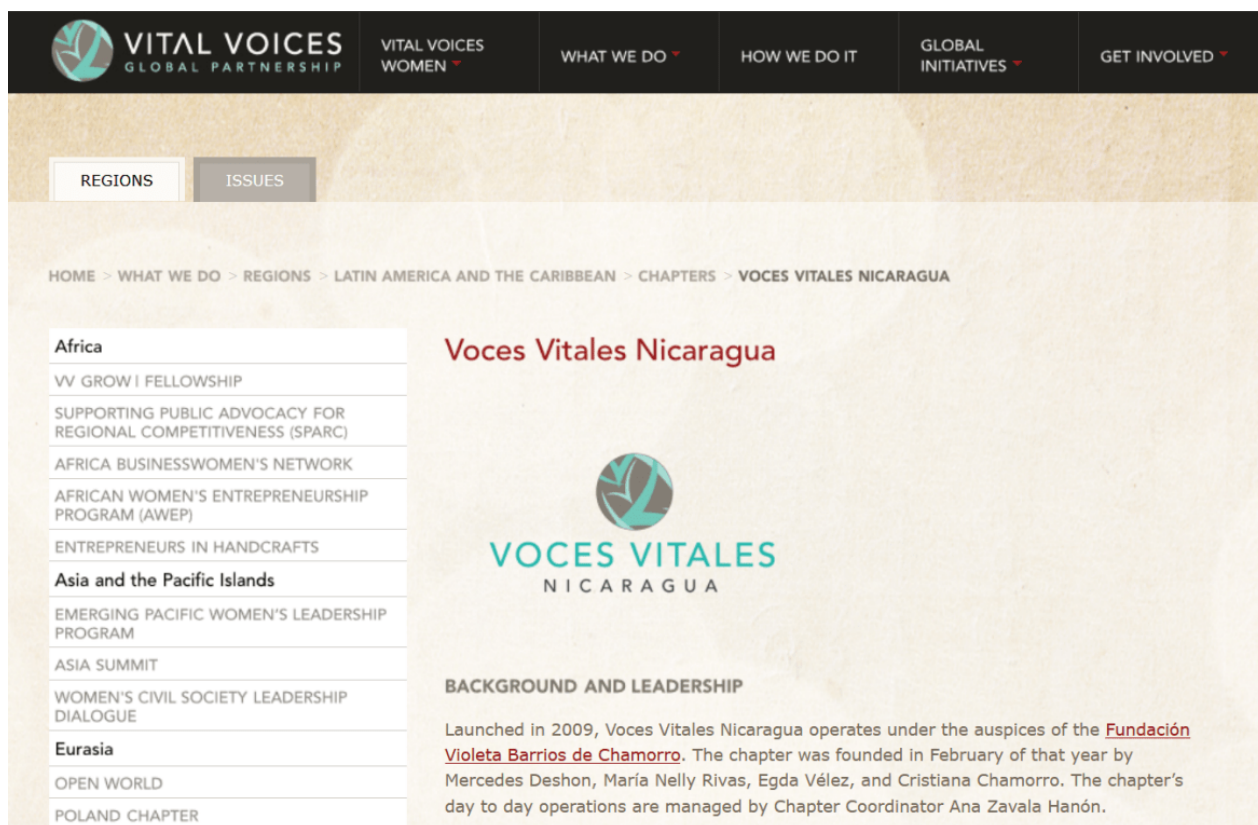 VITAL VOICES
GLOBAL PARTNERSHIP
VITAL VOICES
WOMEN
WHAT WE DO
HOW WE DO IT
GLOBAL
INITIATIVES
GET INVOLVED
REGIONS
ISSUES
HOME > WHAT WE DO > REGIONS > LATIN AMERICA AND THE CARIBBEAN > CHAPTERS > VOCES VITALES NICARAGUA
Africa
VV GROW | FELLOWSHIP
SUPPORTING PUBLIC ADVOCACY FOR
REGIONAL COMPETITIVENESS (SPARC)
AFRICA BUSINESSWOMEN'S NETWORK
AFRICAN WOMEN'S ENTREPRENEURSHIP
PROGRAM (AWEP)
ENTREPRENEURS IN HANDCRAFTS
Asia and the Pacific Islands
EMERGING PACIFIC WOMEN'S LEADERSHIP
PROGRAM
ASIA SUMMIT
WOMEN'S CIVIL SOCIETY LEADERSHIP
DIALOGUE
Eurasia
OPEN WORLD
POLAND CHAPTER
Voces Vitales Nicaragua
VOCES VITALES
NICARAGUA
BACKGROUND AND LEADERSHIP
Launched in 2009, Voces Vitales Nicaragua operates under the auspices of the Fundación
Violeta Barrios de Chamorro. The chapter was founded in February of that year by
Mercedes Deshon, María Nelly Rivas, Egda Vélez, and Cristiana Chamorro. The chapter's
day to day operations are managed by Chapter Coordinator Ana Zavala Hanón.